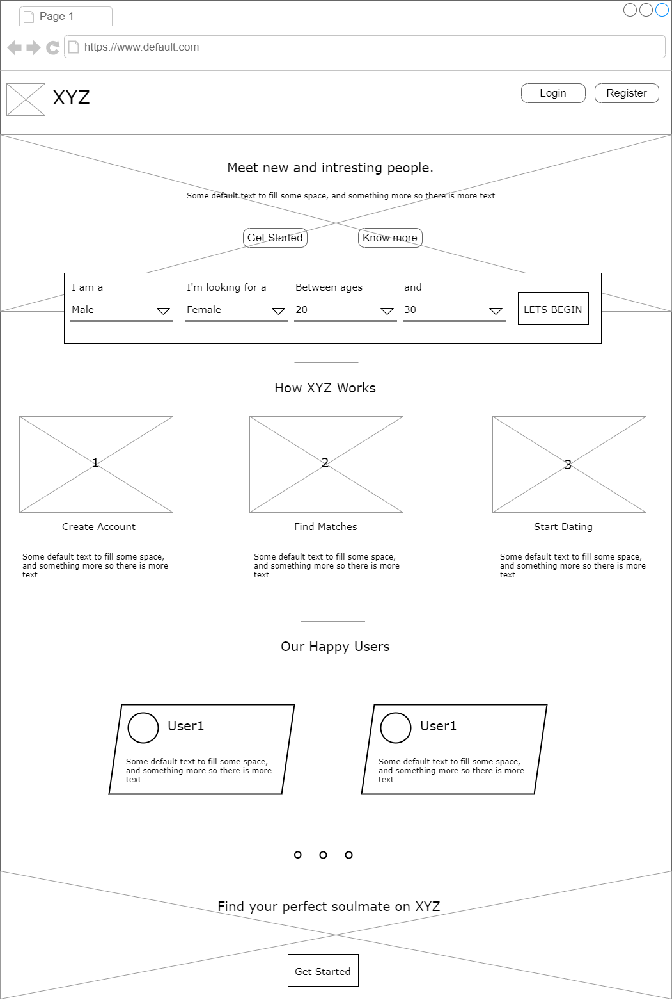 Page 1
https://www.default.com
XYZ
Login
Register
Meet new and intresting people.
Some default text to fill some space, and something more so there is more text
Get Started
Know more
I am a
I'm looking for a
Between ages
and
Male
Female
20
30
LETS BEGIN
How XYZ Works
1
2
3
Create Account
Find Matches
Start Dating
Some default text to fill some space,
and something more so there is more
text
Some default text to fill some space,
and something more so there is more
text
Some default text to fill some space,
and something more so there is more
text
Our Happy Users
User1
Some default text to fill some space,
and something more so there is more
text
User1
Some default text to fill some space,
and something more so there is more
text
Find your perfect soulmate on XYZ
Get Started